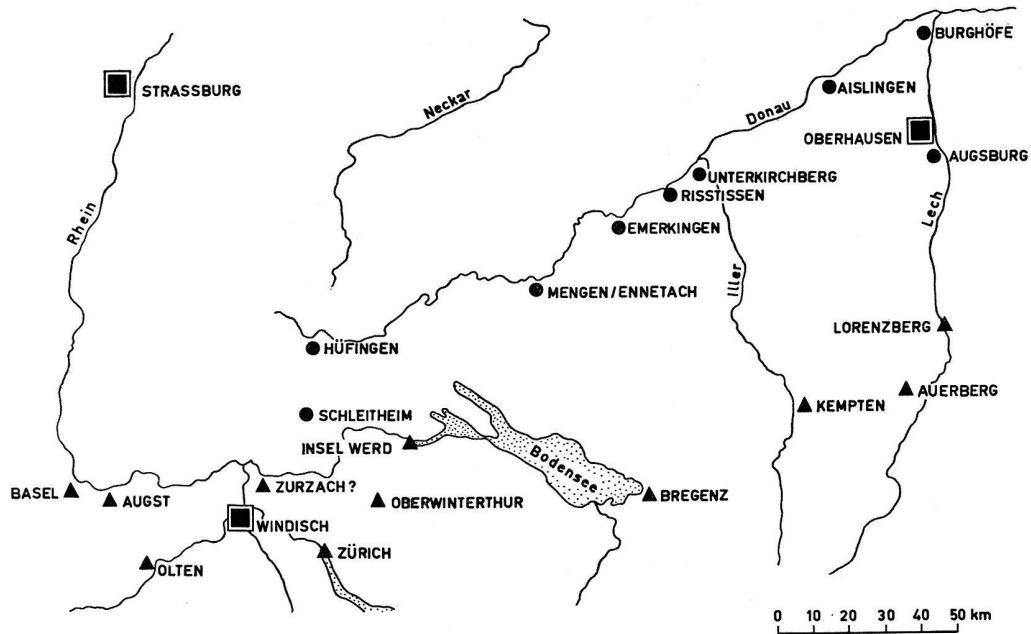 BURGHÖFE
STRASSBURG
Neckar
Donau
AISLINGEN
OBERHAUSEN
AUGSBURG
UNTERKIRCHBERG
RISSTISSEN
Rhein
EMERKINGEN
Lech
Iller
MENGEN/ENNETACH
LORENZBERG
HÜFINGEN
AUERBERG
KEMPTEN
SCHLEITHEIM
INSEL WERD
Bodensee
BASEL
AUGST
ZURZACH?
OBERWINTERTHUR
BREGENZ
WINDISCH
ZÜRICH
OLTEN
0 10 20 30 40 50 km